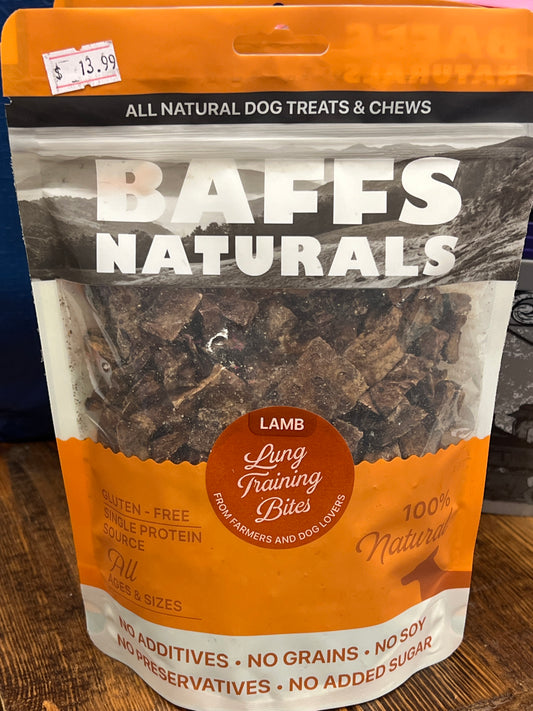 $ 13.99
BAFFS
NATURALS
ALL NATURAL DOG TREATS & CHEWS
BAFFS
NATURALS
LAMB
Lung
Training
Bites
FROM FARMERS AND DOG LOVERS
GLUTEN - FREE
SINGLE PROTEIN
SOURCE
All
AGES & SIZES
100%
Natural
NO ADDITIVES • NO GRAINS • NO SOY
NO PRESERVATIVES • NO ADDED SUGAR